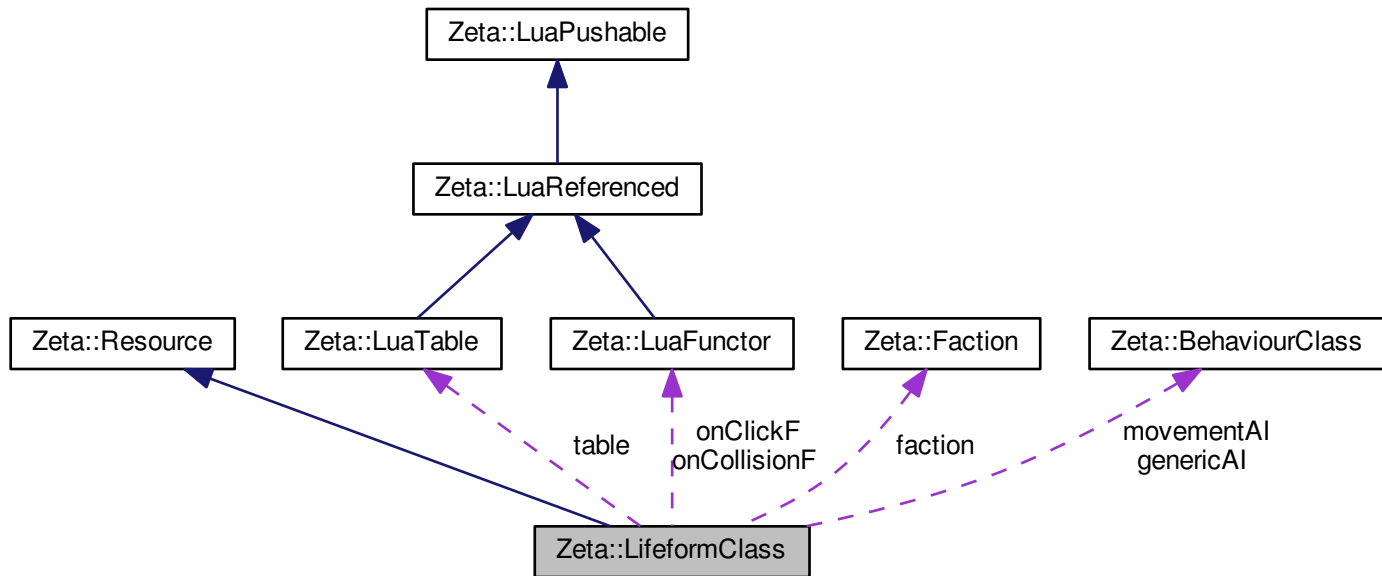 Zeta::LuaPushable
Zeta::LuaReferenced
Zeta::Resource
Zeta::LuaTable
Zeta::LuaFunctor
Zeta::Faction
Zeta::BehaviourClass
table
onClickF
onCollisionF
faction
movementAI
genericAI
Zeta::LifeformClass